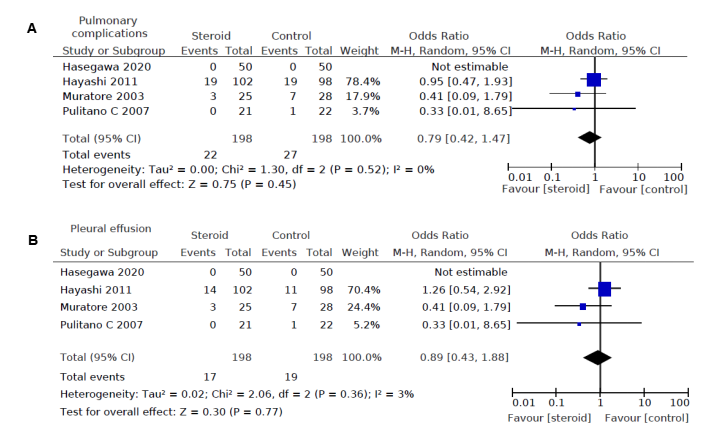 A
Pulmonary complications
Steroid Control Odds Ratio Odds Ratio
Study or Subgroup Events Total Events Total Weight M-H, Random, 95% CI M-H, Random, 95% CI
Hasegawa 2020 0 50 0 50 Not estimable
Hayashi 2011 19 102 19 98 78.4% 0.95 [0.47, 1.93]
Muratore 2003 3 25 7 28 17.9% 0.41 [0.09, 1.79]
Pulitano C 2007 0 21 1 22 3.7% 0.33 [0.01, 8.65]
Total (95% CI) 198 198 100.0% 0.79 [0.42, 1.47]
Total events 22 27
Heterogeneity: Tau² = 0.00; Chi² = 1.30, df = 2 (P = 0.52); I² = 0%
Test for overall effect: Z = 0.75 (P = 0.45)
0.01 0.1 1 10 100
Favour [steroid] Favour [control]
B
Pleural effusion
Steroid Control Odds Ratio Odds Ratio
Study or Subgroup Events Total Events Total Weight M-H, Random, 95% CI M-H, Random, 95% CI
Hasegawa 2020 0 50 0 50 Not estimable
Hayashi 2011 14 102 11 98 70.4% 1.26 [0.54, 2.92]
Muratore 2003 3 25 7 28 24.4% 0.41 [0.09, 1.79]
Pulitano C 2007 0 21 1 22 5.2% 0.33 [0.01, 8.65]
Total (95% CI) 198 198 100.0% 0.89 [0.43, 1.88]
Total events 17 19
Heterogeneity: Tau² = 0.02; Chi² = 2.06, df = 2 (P = 0.36); I² = 3%
Test for overall effect: Z = 0.30 (P = 0.77)
0.01 0.1 1 10 100
Favour [steroid] Favour [control]